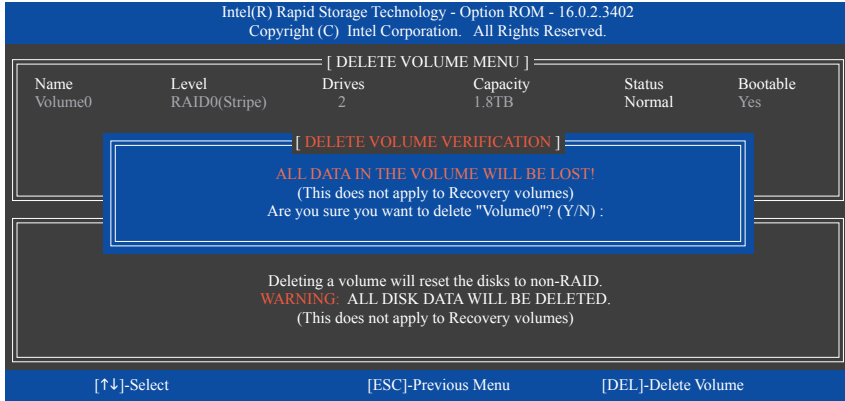 Intel(R) Rapid Storage Technology - Option ROM - 16.0.2.3402
Copyright (C) Intel Corporation. All Rights Reserved.
[ DELETE VOLUME MENU ]
Name Level Drives Capacity Status Bootable
Volume0 RAID0(Stripe) 2 1.8TB Normal Yes
[ DELETE VOLUME VERIFICATION ]
ALL DATA IN THE VOLUME WILL BE LOST!
(This does not apply to Recovery volumes)
Are you sure you want to delete "Volume0"? (Y/N) :
Deleting a volume will reset the disks to non-RAID.
WARNING: ALL DISK DATA WILL BE DELETED.
(This does not apply to Recovery volumes)
[↑↓]-Select [ESC]-Previous Menu [DEL]-Delete Volume